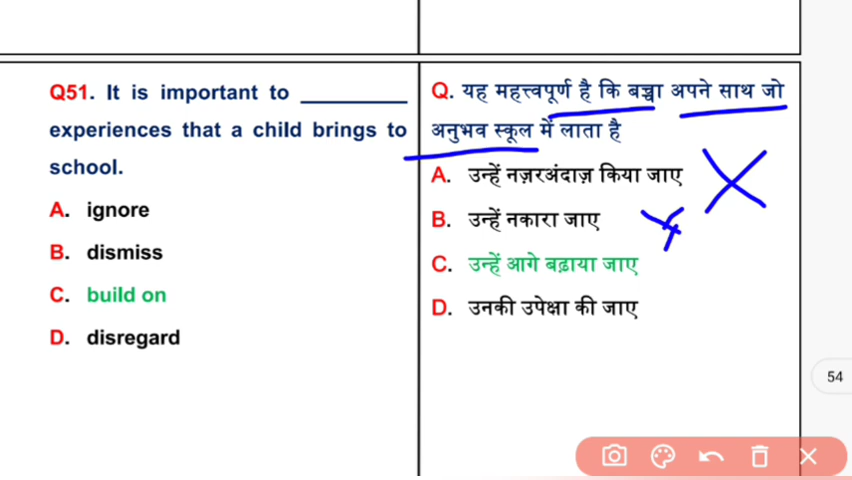 Q51. It is important to _________
experiences that a child brings to
school.
A. ignore
B. dismiss
C. build on
D. disregard
Q. यह महत्त्वपूर्ण है कि बच्चा अपने साथ जो
अनुभव स्कूल में लाता है
A. उन्हें नज़रअंदाज़ किया जाए
B. उन्हें नकारा जाए
C. उन्हें आगे बढ़ाया जाए
D. उनकी उपेक्षा की जाए
54